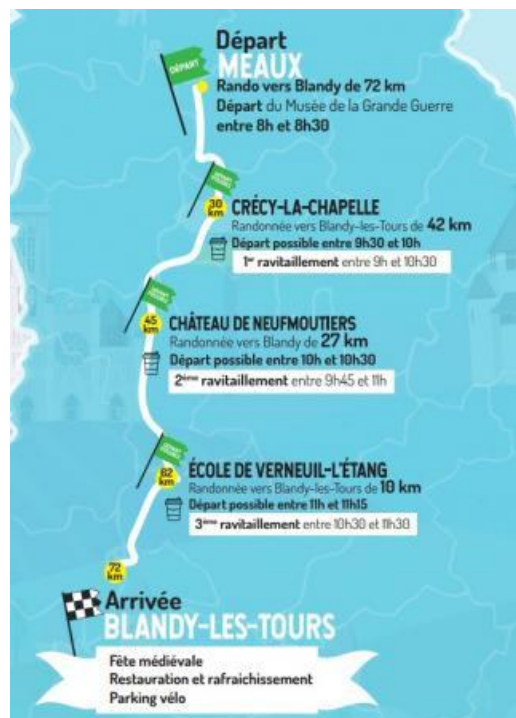 Départ
MEAUX
DÉPART
Rando vers Blandy de 72 km
Départ du Musée de la Grande Guerre
entre 8h et 8h30
30
km
CRÉCY-LA-CHAPELLE
Randonnée vers Blandy-les-Tours de 42 km
Départ possible entre 9h30 et 10h
1er ravitaillement entre 9h et 10h30
45
km
CHÂTEAU DE NEUFMOUTIERS
Randonnée vers Blandy de 27 km
Départ possible entre 10h et 10h30
2ème ravitaillement entre 9h45 et 11h
62
km
ÉCOLE DE VERNEUIL-L'ÉTANG
Randonnée vers Blandy-les-Tours de 10 km
Départ possible entre 11h et 11h15
3ème ravitaillement entre 10h30 et 11h30
72
km
Arrivée
BLANDY-LES-TOURS
Fête médiévale
Restauration et rafraichissement
Parking vélo